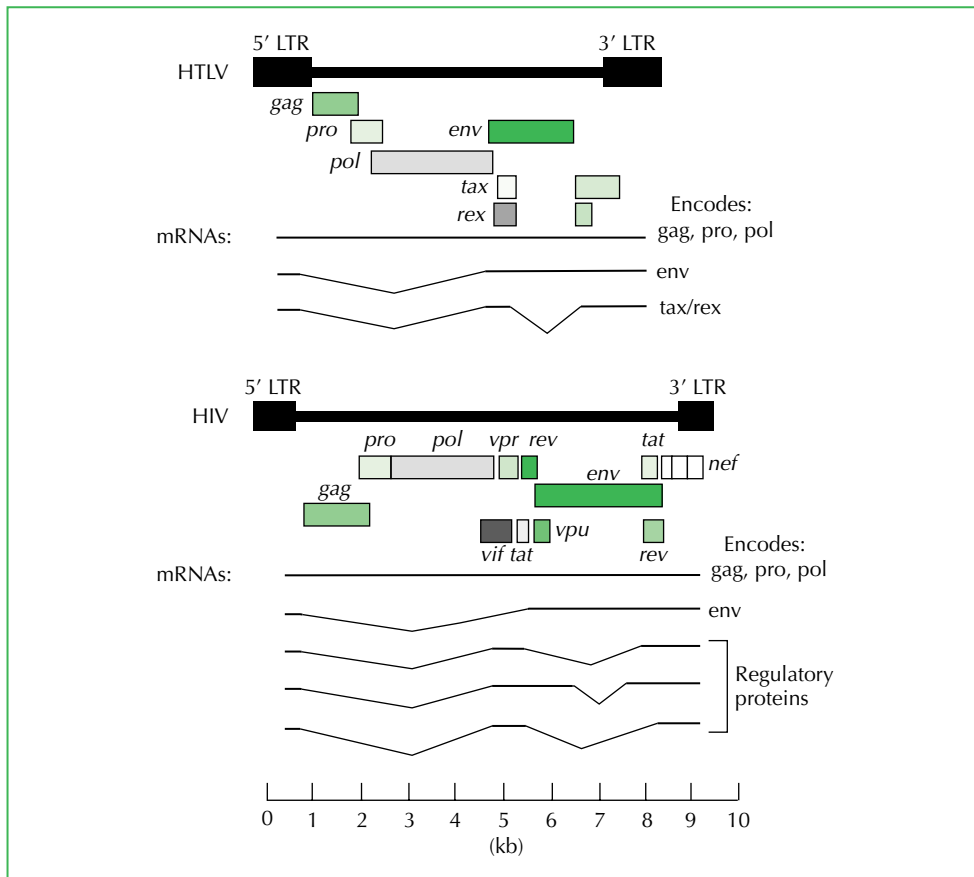 5′ LTR 3′ LTR
HTLV
gag
pro env
pol
tax
rex
Encodes:
mRNAs: gag, pro, pol
env
tax/rex
5′ LTR 3′ LTR
HIV
pro pol vpr rev tat
nef
env
gag
vpu
vif tat rev
Encodes:
mRNAs: gag, pro, pol
env
Regulatory
proteins
0 1 2 3 4 5 6 7 8 9 10
(kb)